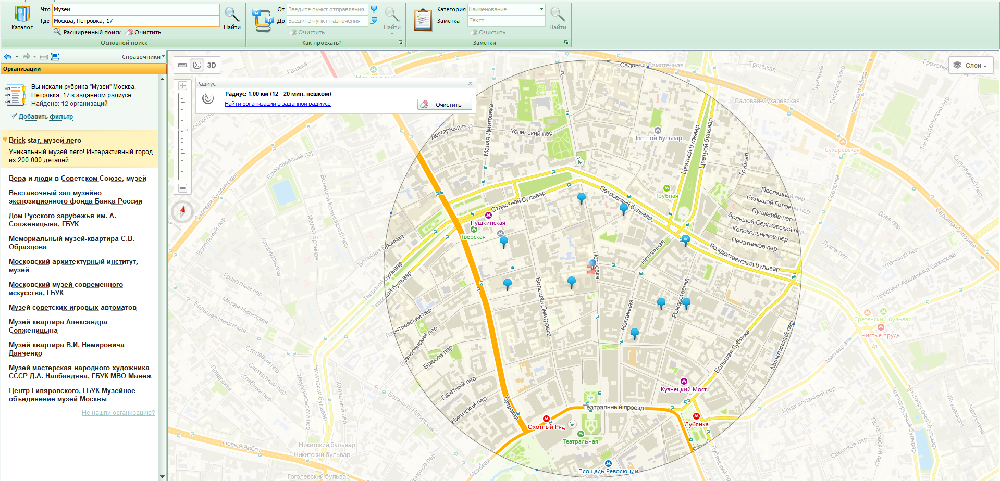 Каталог
Что
Музеи
Где
Москва, Петровка, 17
Найти
Расширенный поиск
Очистить
Основной поиск
От
Введите пункт отправления
До
Введите пункт назначения
Найти
Очистить
Как проехать?
Категория
Наименование
Заметка
Текст
Найти
Очистить
Заметки
Справочники
Организации
Вы искали рубрика "Музеи" Москва,
Петровка, 17 в заданном радиусе
Найдено: 12 организаций
Добавить фильтр
Brick star, музей лего
Уникальный музей лего! Интерактивный город
из 200 000 деталей
Вера и люди в Советском Союзе, музей
Выставочный зал музейно-
экспозиционного фонда Банка России
Дом Русского зарубежья им. А.
Солженицына, ГБУК
Мемориальный музей-квартира С.В.
Образцова
Московский архитектурный институт,
музей
Московский музей современного
искусства, ГБУК
Музей советских игровых автоматов
Музей-квартира Александра
Солженицына
Музей-квартира В.И. Немировича-
Данченко
Музей-мастерская народного художника
СССР Д.А. Налбандяна, ГБУК МВО Манеж
Центр Гиляровского, ГБУК Музейное
объединение музей Москвы
Не нашли организацию?
3D
Радиус
Радиус: 1,00 км (12 - 20 мин. пешком)
Найти организации в заданном радиусе
Очистить
Слои
Гашека
Маяковская
Садовая-Самотечная
Троицкая
Щепкина
Гиляровского
проспект Мира
Грохольс
1-й Коптельский пер
Садовая-Сухаревская
Сухаревская
Скорняжный пер
Зоологич
Садовая-Кудринская
Ермолаевский пер
Большой Козихинский пер
Малая Бронная
Вспольный пер
Спиридоновка
Гранатный пер
Малая Никитская
Большая Никитская
Дегтярный пер
Малая Дмитровка
Успенский пер
Цветной бульвар
Цветной бульвар
Цветной бульвар
Трубная
Трубная
Сретенка
Последний пер
Большой Головин пер
Пушкарёв пер
Большой Сергиевский пер
Колокольников пер
Печатников пер
Даев пер
Садовая-Спасская
Луков пер
Уланский пер
проспект Академика Сахарова
Страстной бульвар
Петровский бульвар
Рождественский бульвар
Пушкинская
Тверская
Большая Бронная
Большая Бронная
Тверской бульвар
Тверской бульвар
Петровка
Неглинная
Неглинная
Рождественка
Большая Дмитровка
Леонтьевский пер
Вознесенский пер
Брюсов пер
Газетный пер
Никитский пер
Тверская
Столовый пер
Скатертный пер
Хлебный пер
Поварская
Мерзляковский пер
Никитский бульвар
Калашный пер
Большая Никитская
Никитский бульвар
Никитский бульвар
Гоголевский бульвар
Новый Арбат
Моховая
Охотный Ряд
Театральный проезд
Театральная
Площадь Революции
Кузнецкий Мост
Лубянка
Большая Лубянка
Милютинский пер
Мясницкая
Сретенский бульвар
Чистые пруды
Кривоколенный пер
Чистопрудный бульвар
Чистопрудный бульвар
Жуковского
Чаплыгина
Потаповский пер
Сверчков пер
Лубянский пр